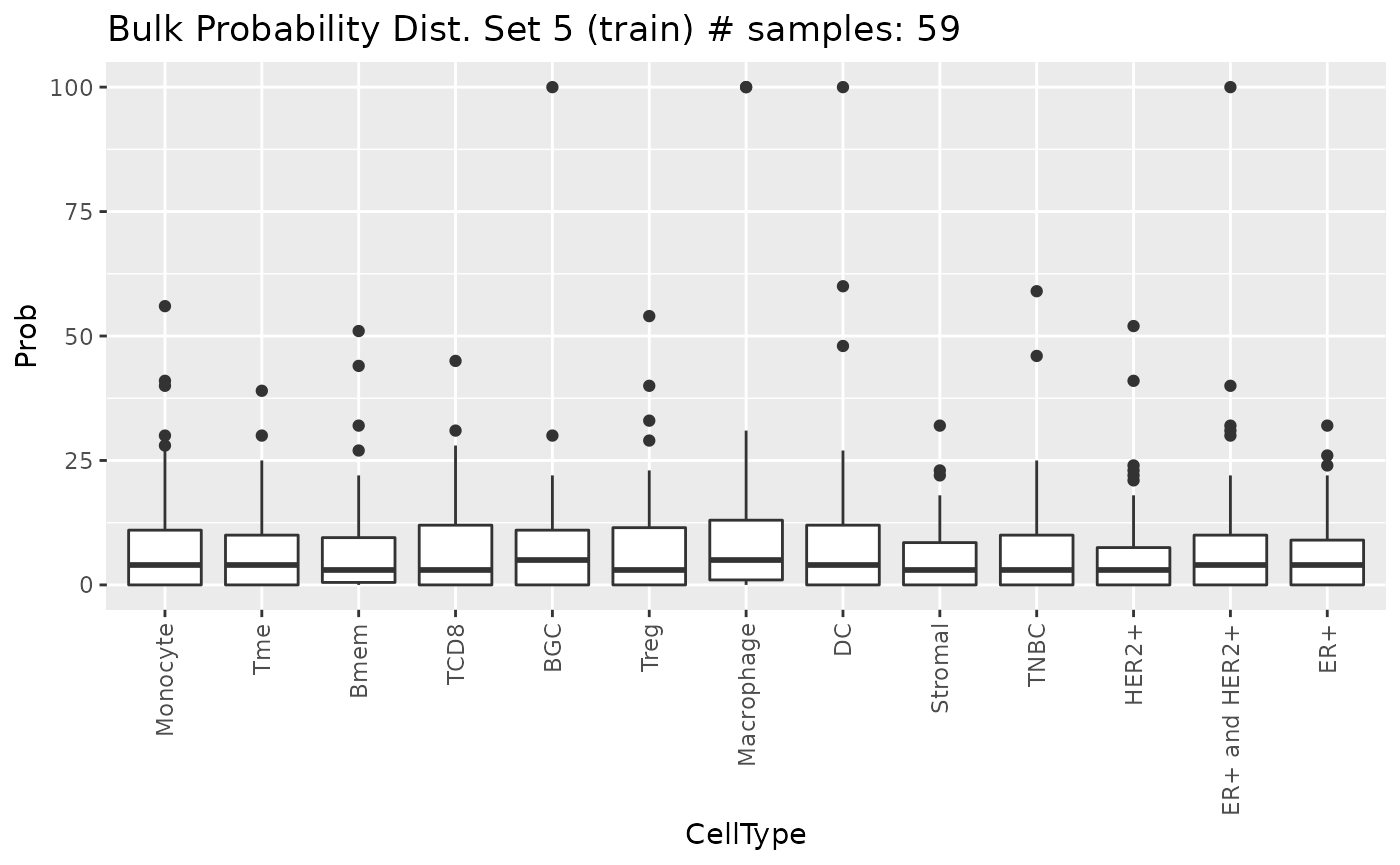 Bulk Probability Dist. Set 5 (train) # samples: 59
Prob
100
75
50
25
0
Monocyte
Tme
Bmem
TCD8
BGC
Treg
Macrophage
DC
Stromal
TNBC
HER2+
ER+ and HER2+
ER+
CellType